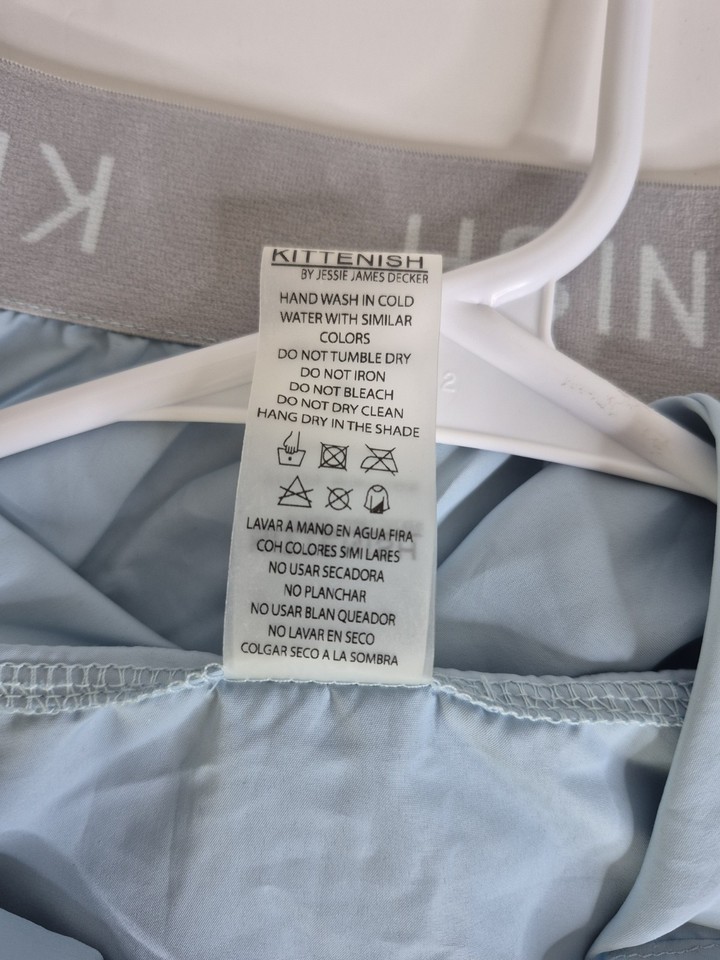 KITTENISH
BY JESSIE JAMES DECKER
HAND WASH IN COLD
WATER WITH SIMILAR
COLORS
DO NOT TUMBLE DRY
DO NOT IRON
DO NOT BLEACH
DO NOT DRY CLEAN
HANG DRY IN THE SHADE
LAVAR A MANO EN AGUA FIRA
COH COLORES SIMI LARES
NO USAR SECADORA
NO PLANCHAR
NO USAR BLAN QUEADOR
NO LAVAR EN SECO
COLGAR SECO A LA SOMBRA
2